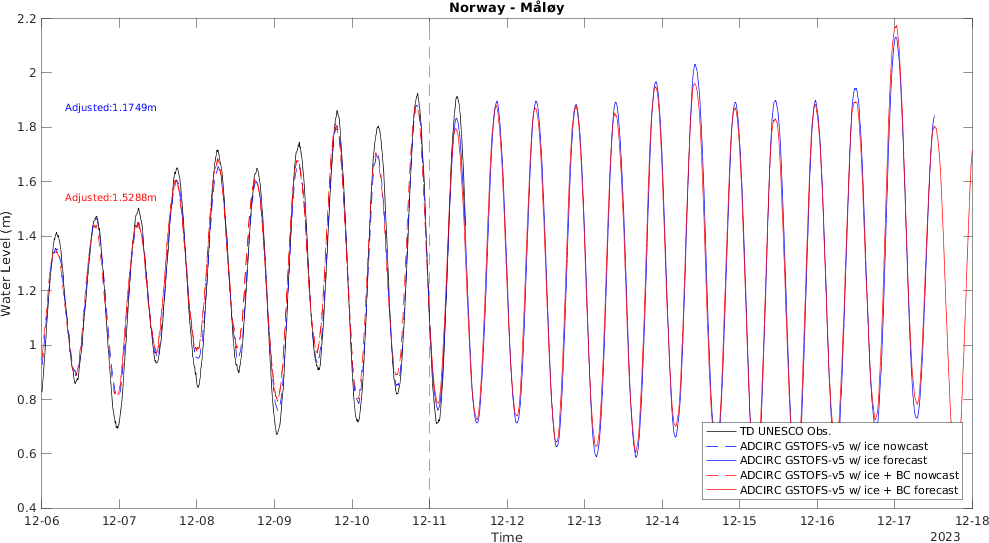 Norway - Måløy
2.2
2
1.8
1.6
1.4
1.2
1
0.8
0.6
0.4
Water Level (m)
Adjusted:1.1749m
Adjusted:1.5288m
TD UNESCO Obs.
ADCIRC GSTOFS-v5 w/ ice nowcast
ADCIRC GSTOFS-v5 w/ ice forecast
ADCIRC GSTOFS-v5 w/ ice + BC nowcast
ADCIRC GSTOFS-v5 w/ ice + BC forecast
12-06 12-07 12-08 12-09 12-10 12-11 12-12 12-13 12-14 12-15 12-16 12-17 12-18
Time
2023